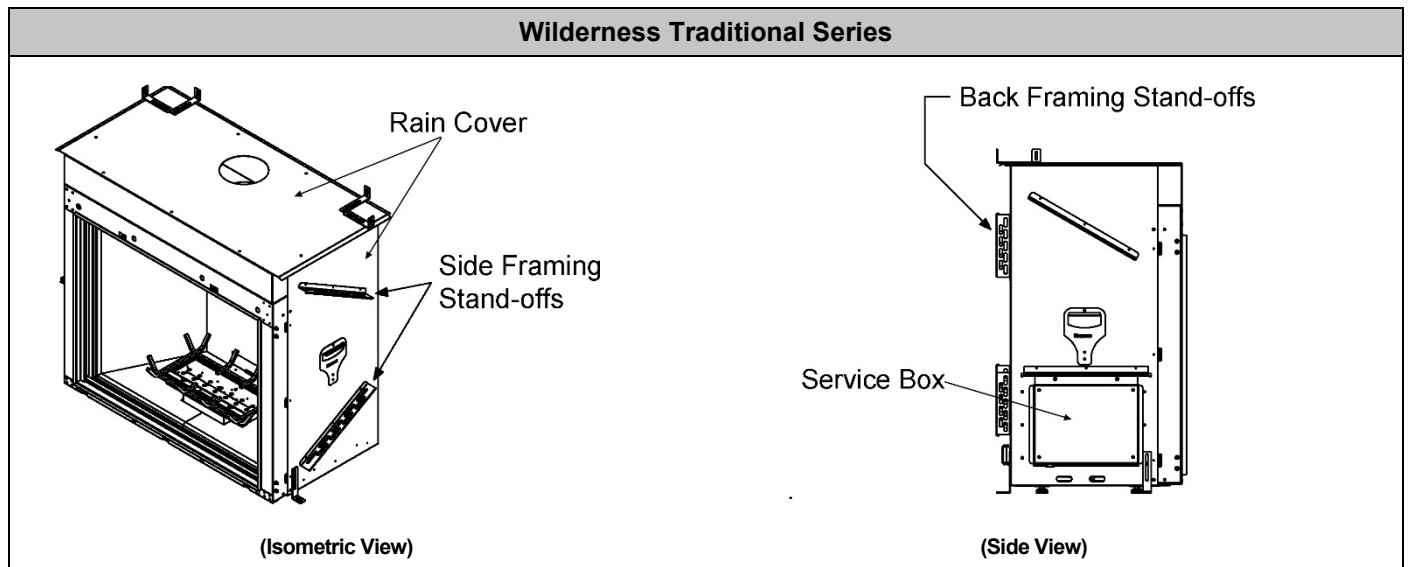 Wilderness Traditional Series
Rain Cover
Side Framing
Stand-offs
(Isometric View)
Back Framing Stand-offs
Service Box
(Side View)